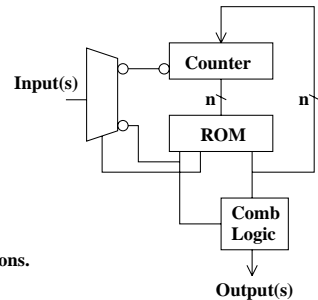 Counter
Input(s)
n
n
ROM
Comb
Logic
ons.
Output(s)